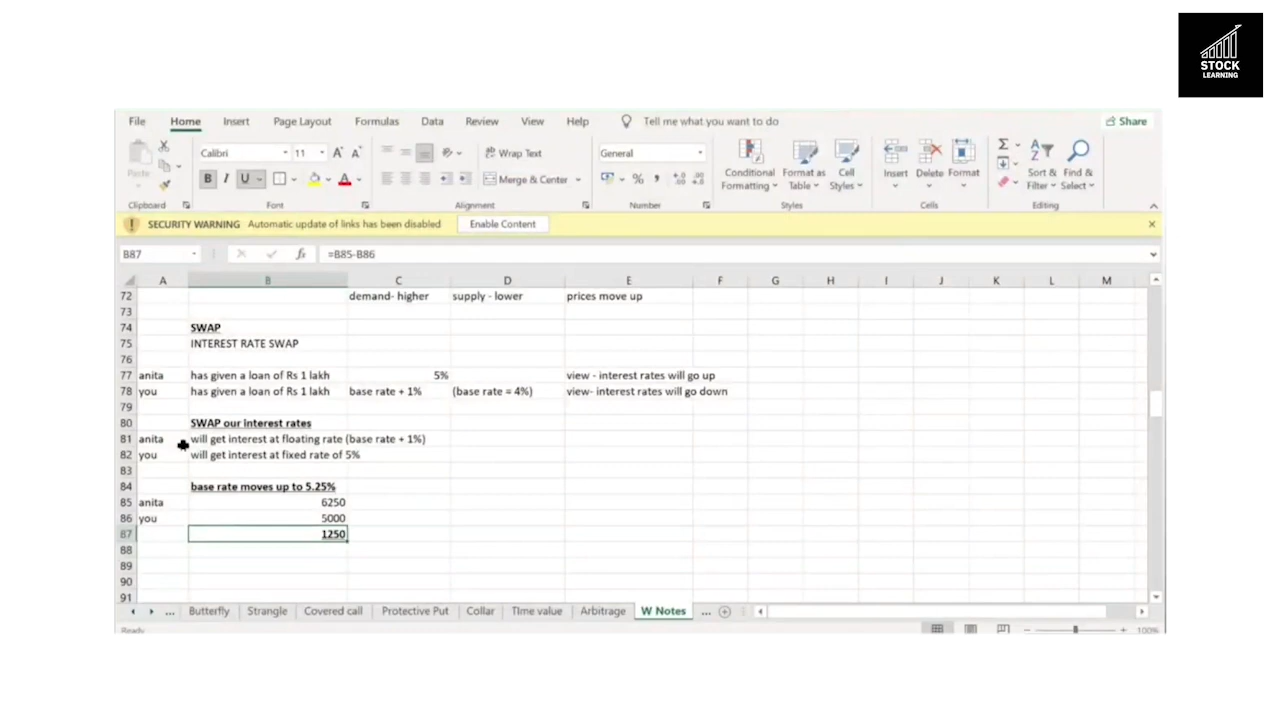 STOCK
LEARNING
File Home Insert Page Layout Formulas Data Review View Help Tell me what you want to do Share
Paste Calibri 11 A A Wrap Text General Conditional Formatting Format as Table Cell Styles Insert Delete Format Sort & Filter Find & Select
B I U A Merge & Center %
Clipboard Font Alignment Number Styles Cells Editing
SECURITY WARNING Automatic update of links has been disabled Enable Content
B87 fx =B85-B86
A B C D E F G H I J K L M
72 demand- higher supply - lower prices move up
73
74 SWAP
75 INTEREST RATE SWAP
76
77 anita has given a loan of Rs 1 lakh 5% view - interest rates will go up
78 you has given a loan of Rs 1 lakh base rate + 1% (base rate = 4%) view- interest rates will go down
79
80 SWAP our interest rates
81 anita will get interest at floating rate (base rate + 1%)
82 you will get interest at fixed rate of 5%
83
84 base rate moves up to 5.25%
85 anita 6250
86 you 5000
87 1250
88
89
90
91
... Butterfly Strangle Covered call Protective Put Collar Time value Arbitrage W Notes ...
Ready 100%